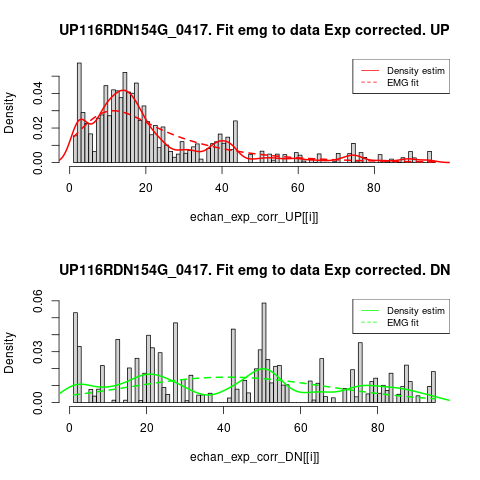 UP116RDN154G_0417. Fit emg to data Exp corrected. UP
Density estim
EMG fit
Density
0.00
0.02
0.04
0 20 40 60 80
echan_exp_corr_UP[[i]]
UP116RDN154G_0417. Fit emg to data Exp corrected. DN
Density estim
EMG fit
Density
0.00
0.03
0.06
0 20 40 60 80
echan_exp_corr_DN[[i]]